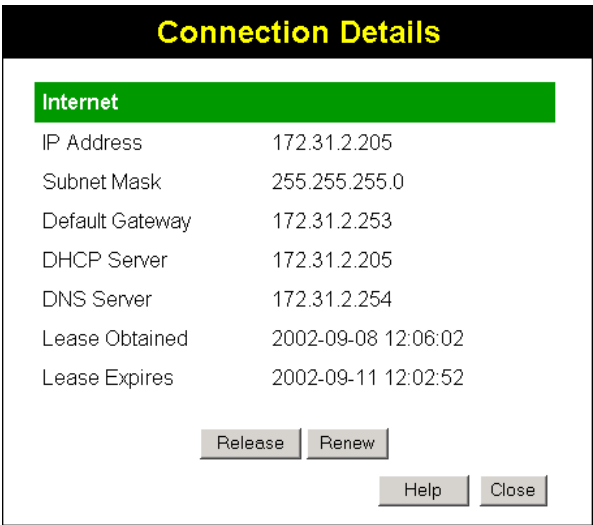 Connection Details
Internet
IP Address 172.31.2.205
Subnet Mask 255.255.255.0
Default Gateway 172.31.2.253
DHCP Server 172.31.2.205
DNS Server 172.31.2.254
Lease Obtained 2002-09-08 12:06:02
Lease Expires 2002-09-11 12:02:52
Release Renew
Help Close